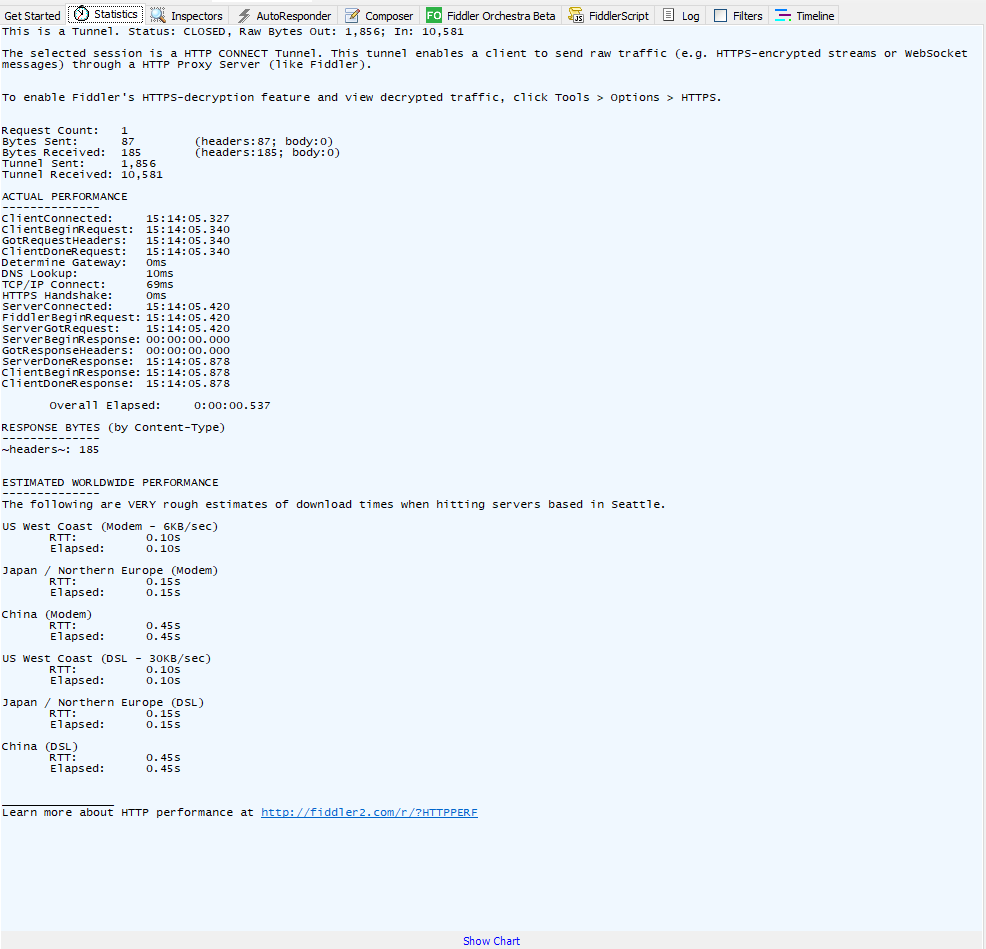 Get Started Statistics Inspectors AutoResponder Composer FO Fiddler Orchestra Beta FiddlerScript Log Filters Timeline
This is a Tunnel. Status: CLOSED, Raw Bytes Out: 1,856; In: 10,581
The selected session is a HTTP CONNECT Tunnel. This tunnel enables a client to send raw traffic (e.g. HTTPS-encrypted streams or WebSocket
messages) through a HTTP Proxy Server (like Fiddler).
To enable Fiddler's HTTPS-decryption feature and view decrypted traffic, click Tools > Options > HTTPS.
Request Count: 1
Bytes Sent: 87 (headers:87; body:0)
Bytes Received: 185 (headers:185; body:0)
Tunnel Sent: 1,856
Tunnel Received: 10,581
ACTUAL PERFORMANCE
--------------
ClientConnected: 15:14:05.327
ClientBeginRequest: 15:14:05.340
GotRequestHeaders: 15:14:05.340
ClientDoneRequest: 15:14:05.340
Determine Gateway: 0ms
DNS Lookup: 10ms
TCP/IP Connect: 69ms
HTTPS Handshake: 0ms
ServerConnected: 15:14:05.420
FiddlerBeginRequest: 15:14:05.420
ServerGotRequest: 15:14:05.420
ServerBeginResponse: 00:00:00.000
GotResponseHeaders: 00:00:00.000
ServerDoneResponse: 15:14:05.878
ClientBeginResponse: 15:14:05.878
ClientDoneResponse: 15:14:05.878
Overall Elapsed: 0:00:00.537
RESPONSE BYTES (by Content-Type)
--------------
~headers~: 185
ESTIMATED WORLDWIDE PERFORMANCE
--------------
The following are VERY rough estimates of download times when hitting servers based in Seattle.
US West Coast (Modem - 6KB/sec)
RTT: 0.10s
Elapsed: 0.10s
Japan / Northern Europe (Modem)
RTT: 0.15s
Elapsed: 0.15s
China (Modem)
RTT: 0.45s
Elapsed: 0.45s
US West Coast (DSL - 30KB/sec)
RTT: 0.10s
Elapsed: 0.10s
Japan / Northern Europe (DSL)
RTT: 0.15s
Elapsed: 0.15s
China (DSL)
RTT: 0.45s
Elapsed: 0.45s
________________
Learn more about HTTP performance at http://fiddler2.com/r/?HTTPPERF
Show Chart